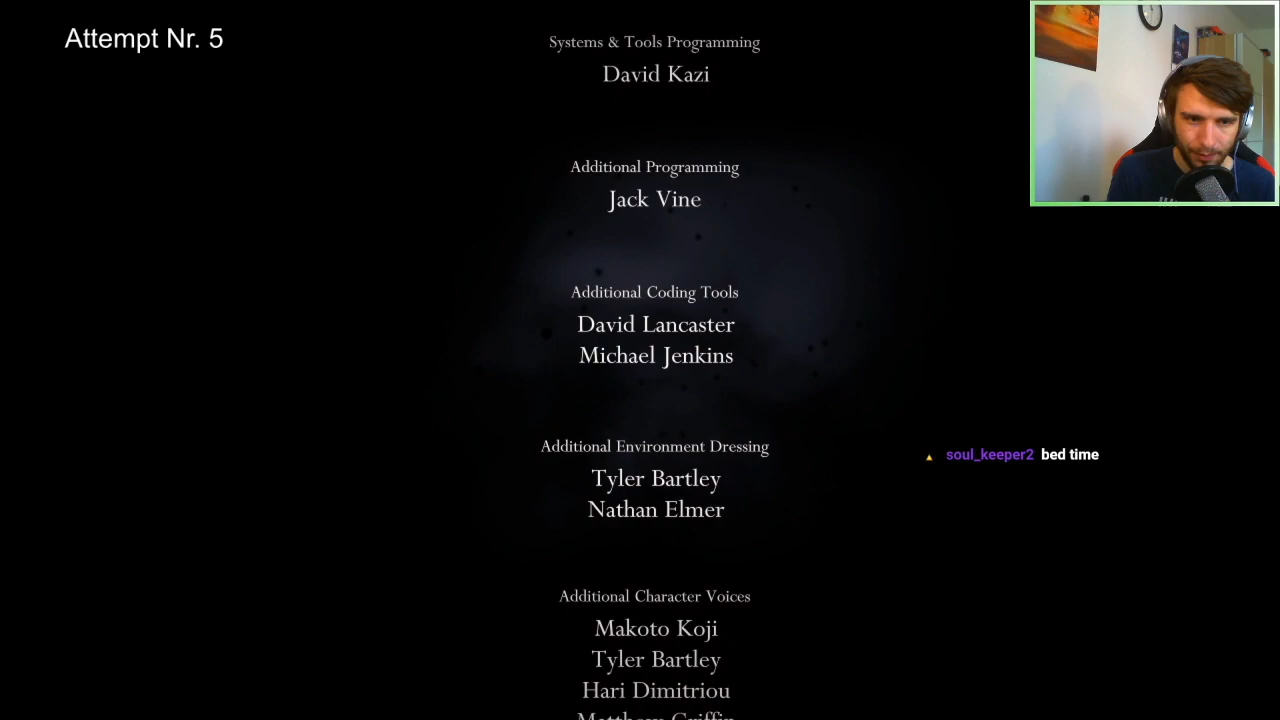 Attempt Nr. 5
Systems & Tools Programming
David Kazi
Additional Programming
Jack Vine
Additional Coding Tools
David Lancaster
Michael Jenkins
Additional Environment Dressing
soul_keeper2 bed time
Tyler Bartley
Nathan Elmer
Additional Character Voices
Makoto Koji
Tyler Bartley
Hari Dimitriou
Matthew Griffin